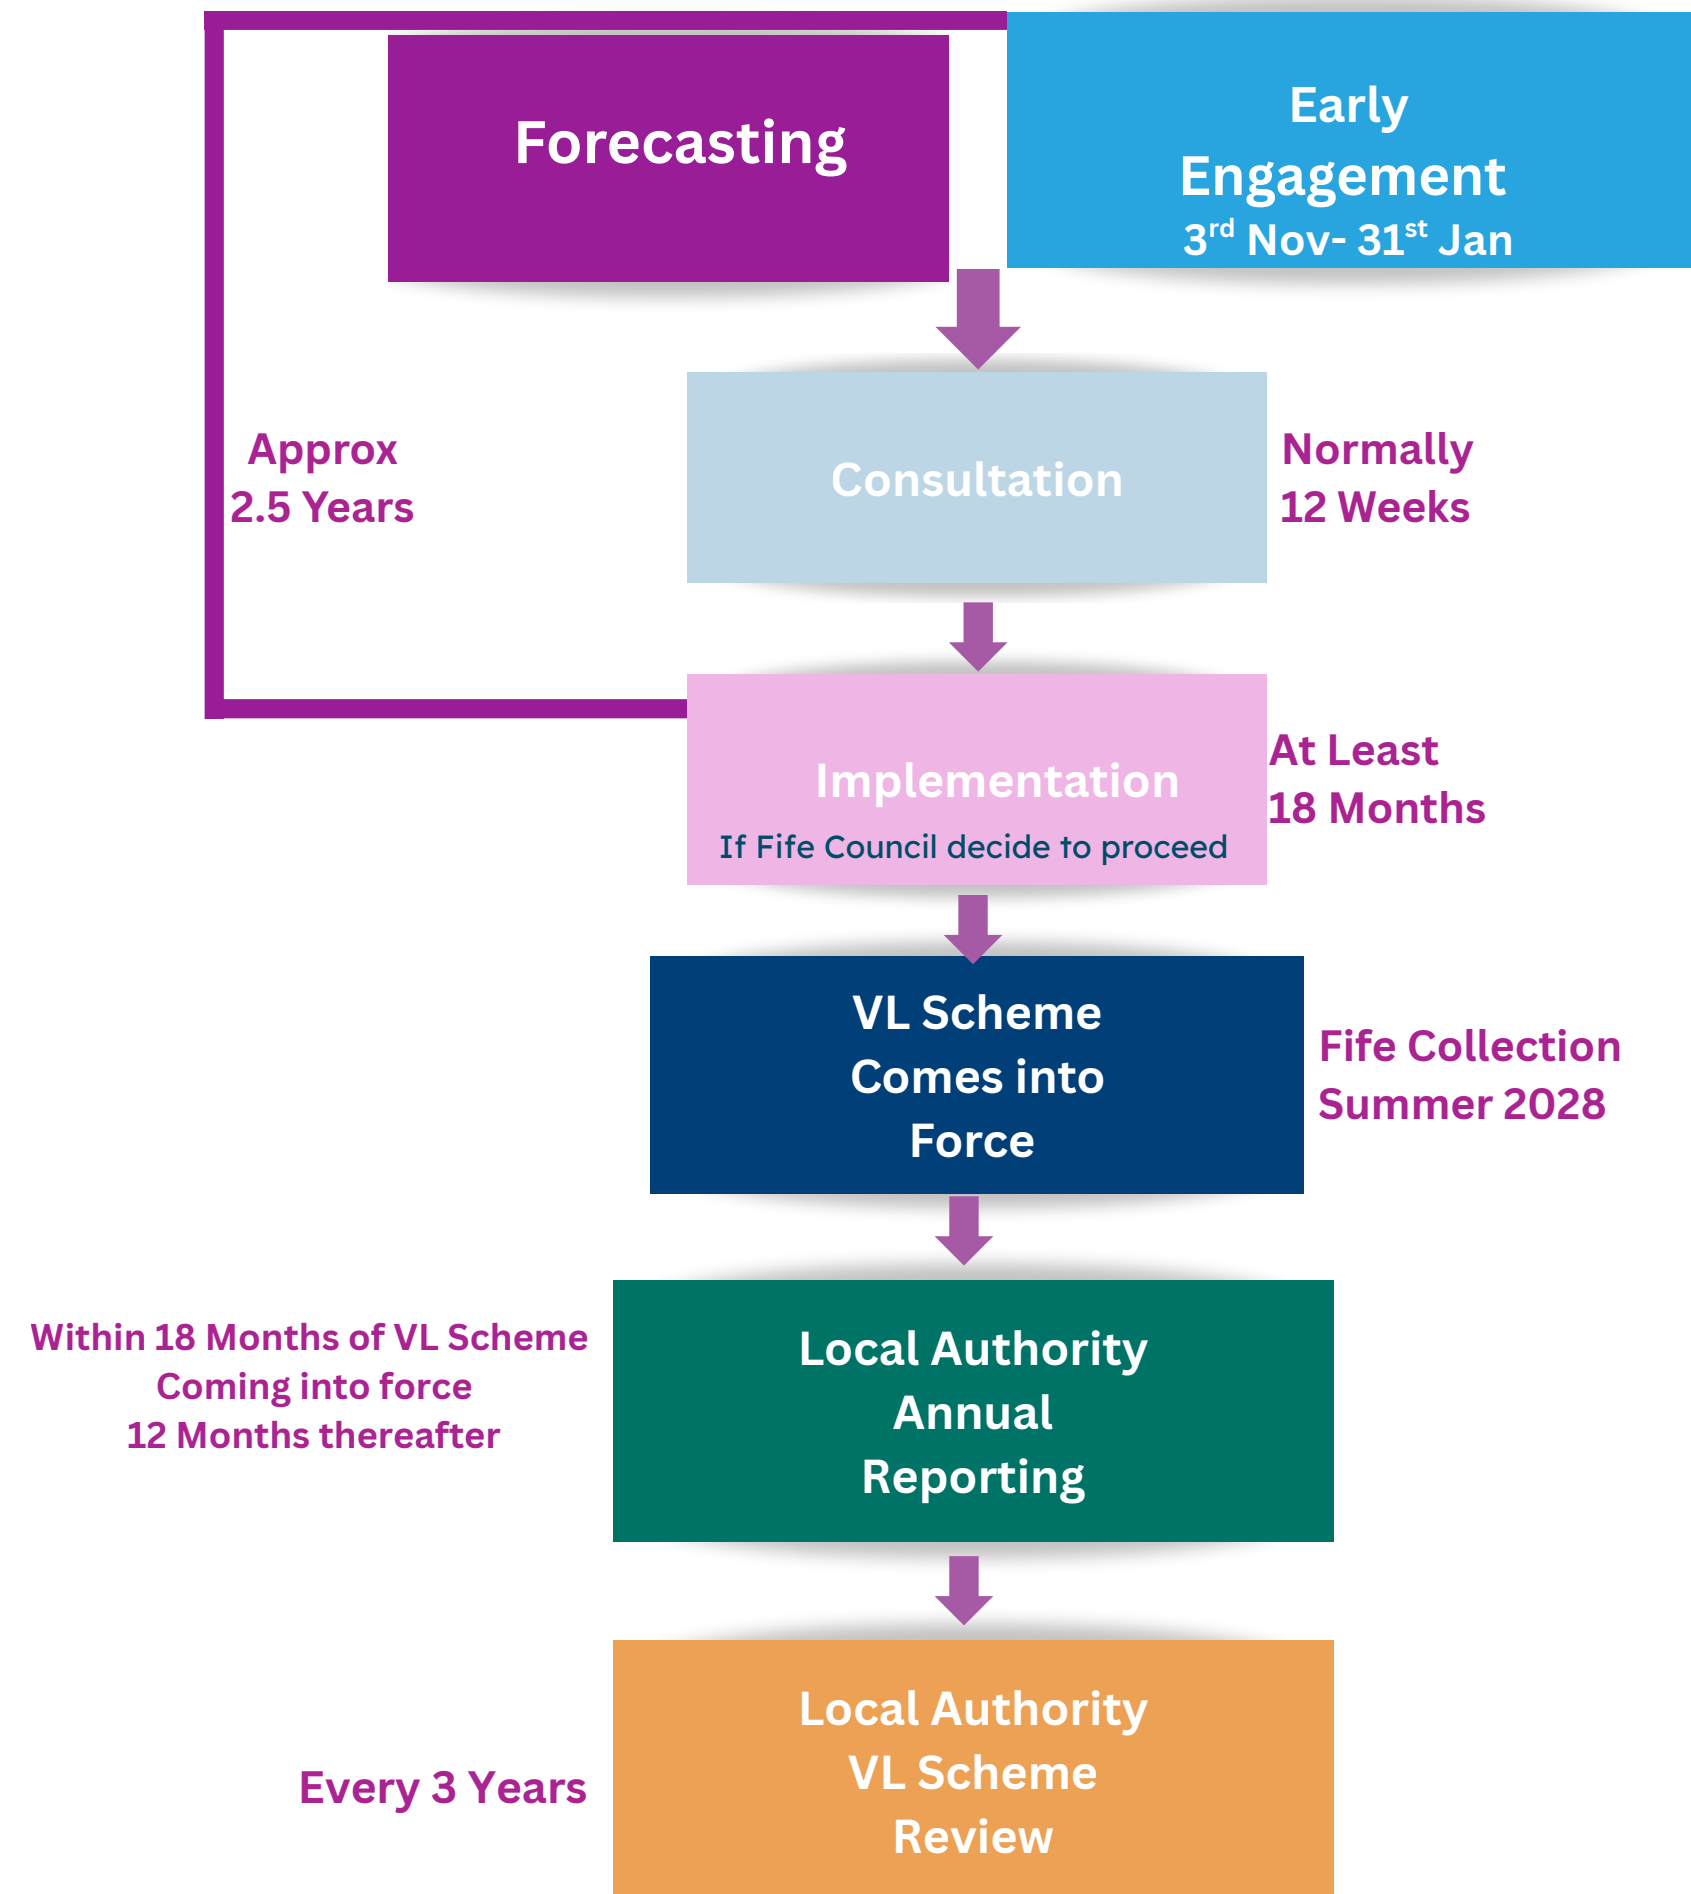 Forecasting
Early
Engagement
3rd Nov- 31st Jan
Approx
2.5 Years
Consultation
Normally
12 Weeks
Implementation
If Fife Council decide to proceed
At Least
18 Months
VL Scheme
Comes into
Force
Fife Collection
Summer 2028
Within 18 Months of VL Scheme
Coming into force
12 Months thereafter
Local Authority
Annual
Reporting
Every 3 Years
Local Authority
VL Scheme
Review